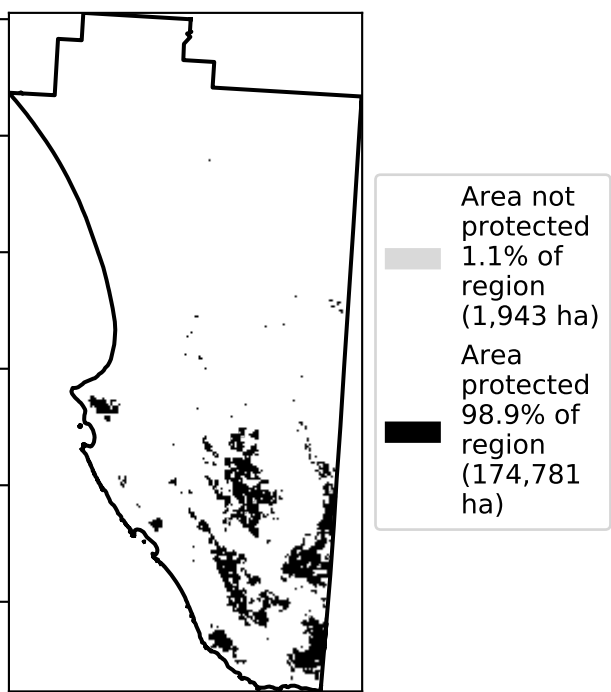 Area not
protected
1.1% of
region
(1,943 ha)
Area
protected
98.9% of
region
(174,781
ha)